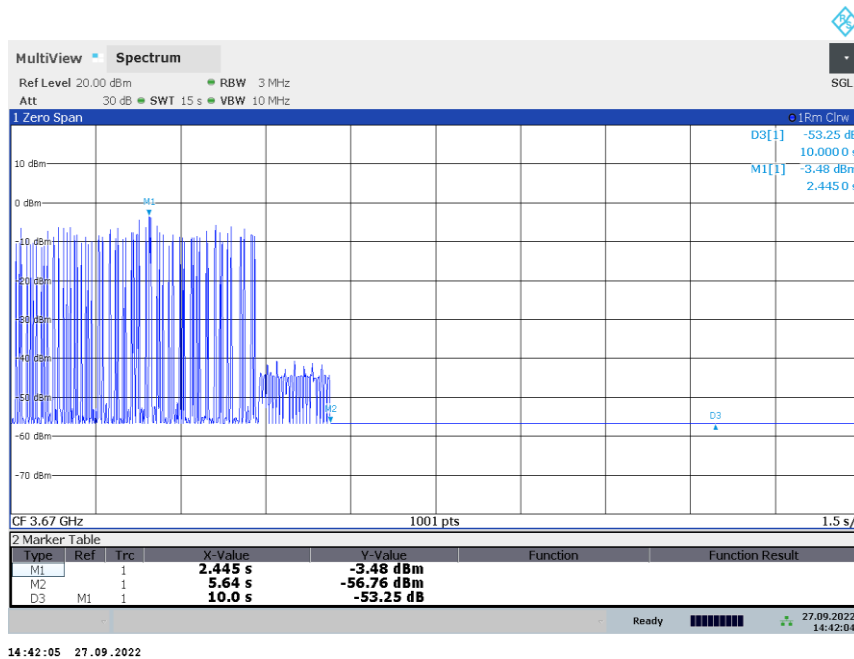 R S
MultiView Spectrum
Ref Level 20.00 dBm RBW 3 MHz SGL
Att 30 dB SWT 15 s VBW 10 MHz
1 Zero Span 1Rm Clrw
D3[1] -53.25 dB
10.0000 s
M1[1] -3.48 dBm
2.4450 s
10 dBm
0 dBm
M1
-10 dBm
-20 dBm
-30 dBm
-40 dBm
-50 dBm
M2
D3
-60 dBm
-70 dBm
CF 3.67 GHz 1001 pts 1.5 s/
2 Marker Table
Type Ref Trc X-Value Y-Value Function Function Result
M1 1 2.445 s -3.48 dBm
M2 1 5.64 s -56.76 dBm
D3 M1 1 10.0 s -53.25 dB
Ready 27.09.2022
14:42:04
14:42:05 27.09.2022